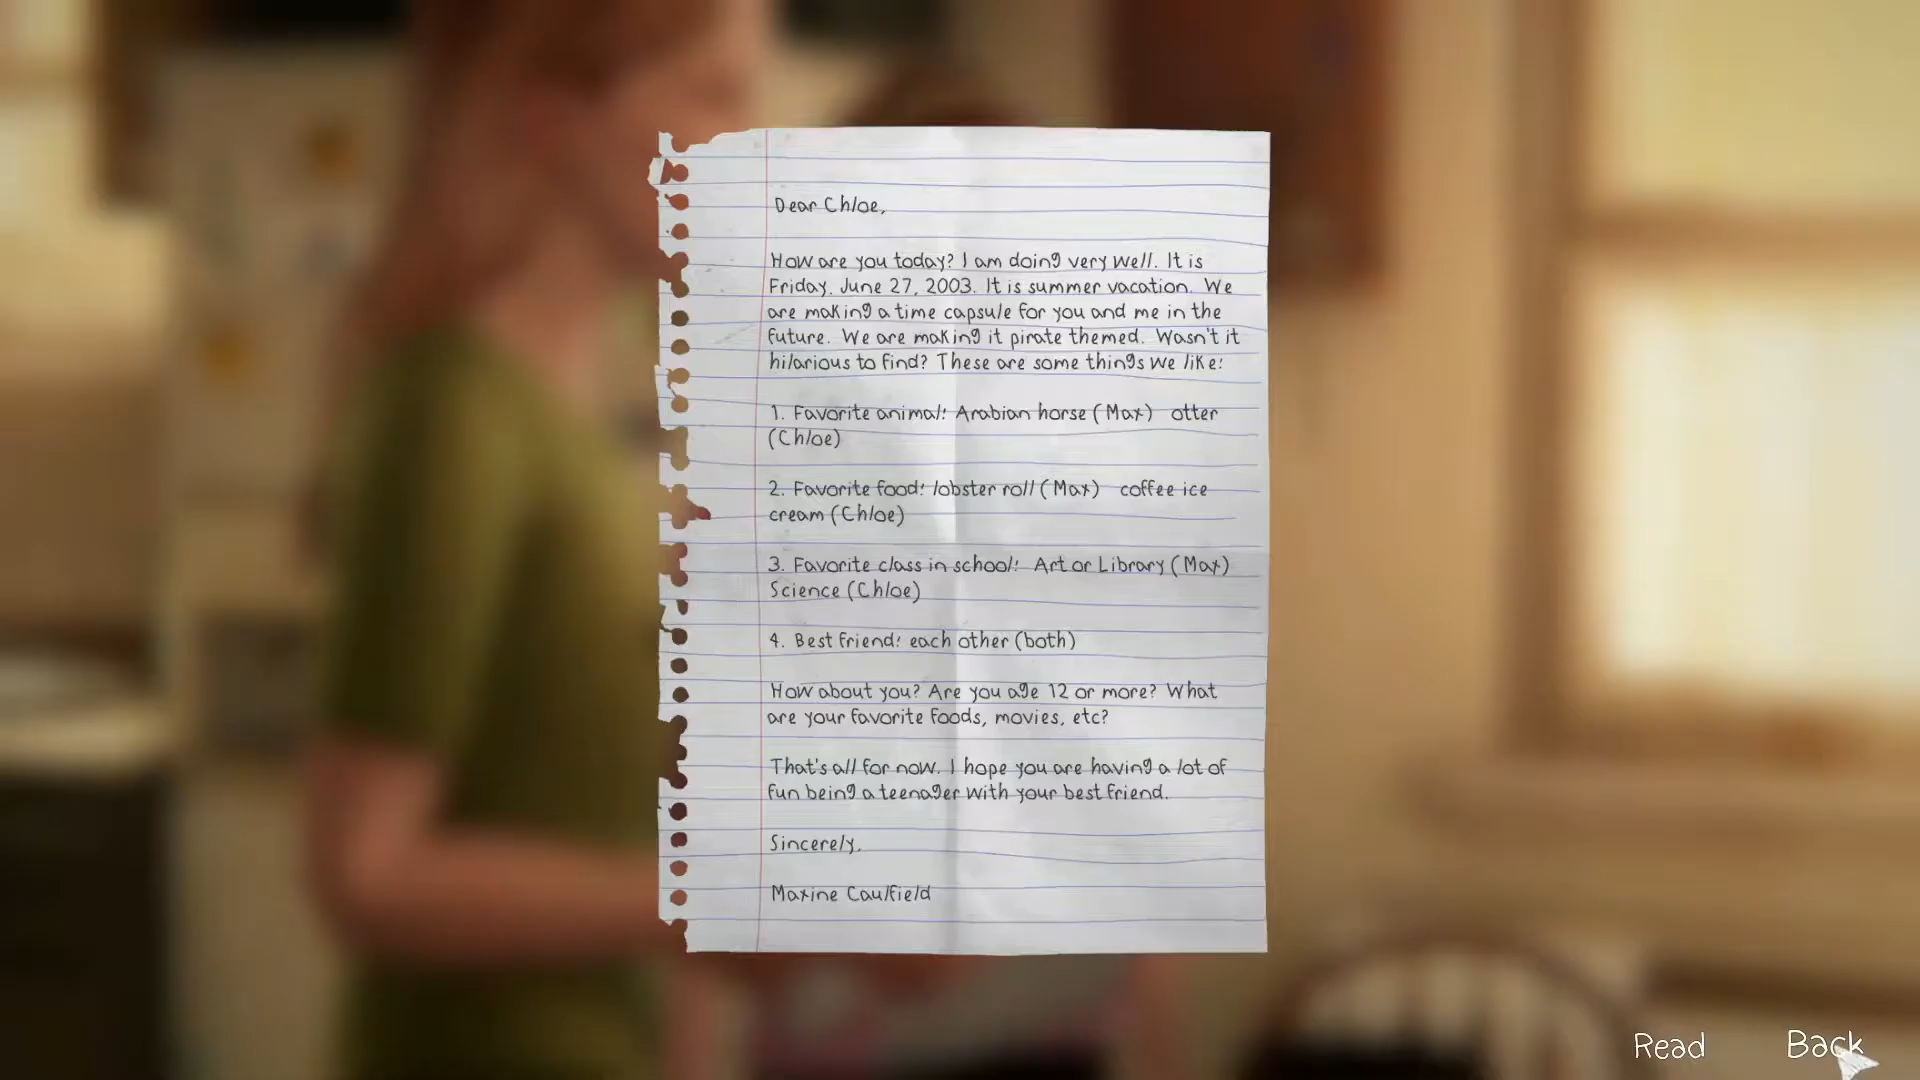 Dear Chloe,
How are you today? I am doing very well. It is
Friday, June 27, 2003. It is summer vacation. We
are making a time capsule for you and me in the
future. We are making it pirate themed. Wasn't it
hilarious to find? These are some things we like:
1. Favorite animal: Arabian horse (Max) otter
(Chloe)
2. Favorite food: lobster roll (Max) coffee ice
cream (Chloe)
3. Favorite class in school: Art or Library (Max)
Science (Chloe)
4. Best friend: each other (both)
How about you? Are you age 12 or more? What
are your favorite foods, movies, etc?
That's all for now. I hope you are having a lot of
fun being a teenager with your best friend.
Sincerely,
Maxine Caulfield
Read Back